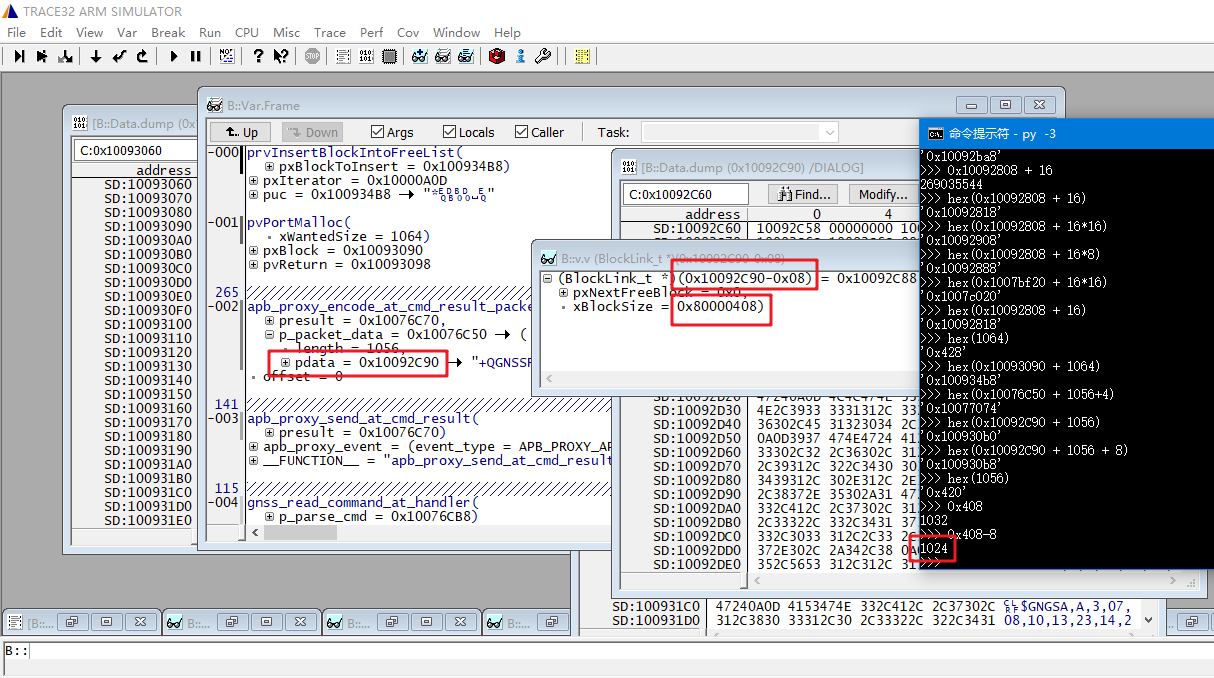 TRACE32 ARM SIMULATOR
File Edit View Var Break Run CPU Misc Trace Perf Cov Window Help
[B::Data.dump (0x
C:0x10093060
address
SD:10093060
SD:10093070
SD:10093080
SD:10093090
SD:100930A0
SD:100930B0
SD:100930C0
SD:100930D0
SD:100930E0
SD:100930F0
SD:10093100
SD:10093110
SD:10093120
SD:10093130
SD:10093140
SD:10093150
SD:10093160
SD:10093170
SD:10093180
SD:10093190
SD:100931A0
SD:100931B0
SD:100931C0
SD:100931D0
SD:100931E0
B::Var.Frame
Up Down Args Locals Caller Task:
-000 prvInsertBlockIntoFreeList(
pxBlockToInsert = 0x100934B8)
pxIterator = 0x10000A0D
puc = 0x100934B8 → "
-001 pvPortMalloc(
xWantedSize = 1064)
pxBlock = 0x10093090
pvReturn = 0x10093098
265
-002 apb_proxy_encode_at_cmd_result_packe
presult = 0x10076C70,
p_packet_data = 0x10076C50 → (
length = 1056,
pdata = 0x10092C90 → "+QGNSSR
offset = 0
141
-003 apb_proxy_send_at_cmd_result(
presult = 0x10076C70)
apb_proxy_event = (event_type = APB_PROXY_AP
__FUNCTION__ = "apb_proxy_send_at_cmd_result
115
-004 gnss_read_command_at_handler(
p_parse_cmd = 0x10076CB8)
[B::Data.dump (0x10092C90) /DIALOG]
C:0x10092C60 Find... Modify...
address 0 4
SD:10092C60 10092C58 00000000 10
B::v.v (BlockLink_t *)(0x10092C90-0x08)
(BlockLink_t *)(0x10092C90-0x08) = 0x10092C88
pxNextFreeBlock = 0x0,
xBlockSize = 0x80000408)
SD:10092D20 47240A0D 4C4C474E
SD:10092D30 4E2C3933 3331312C 33
SD:10092D40 36302C45 31323034 2C
SD:10092D50 0A0D3937 474E4724 41
SD:10092D60 33302C32 2C36302C 31
SD:10092D70 2C39312C 322C3430 30
SD:10092D80 3439312C 302E312C 2E
SD:10092D90 2C38372E 35302A31 47
SD:10092DA0 332C412C 2C37302C 31
SD:10092DB0 2C33322C 332C3431 37
SD:10092DC0 332C3033 312C2C33 2C
SD:10092DD0 372E302C 2A342C38 0A
SD:10092DE0 352C5653 312C312C 31
SD:100931C0 47240A0D 4153474E 332C412C 2C37302C $GNGSA,A,3,07,
SD:100931D0 312C3830 33312C30 2C33322C 322C3431 08,10,13,23,14,2
命令提示符 - py -3
'0x10092ba8'
>>> 0x10092808 + 16
269035544
>>> hex(0x10092808 + 16)
'0x10092818'
>>> hex(0x10092808 + 16*16)
'0x10092908'
>>> hex(0x10092808 + 16*8)
'0x10092888'
>>> hex(0x1007bf20 + 16*16)
'0x1007c020'
>>> hex(0x10092808 + 16)
'0x10092818'
>>> hex(1064)
'0x428'
>>> hex(0x10093090 + 1064)
'0x100934b8'
>>> hex(0x10076C50 + 1056+4)
'0x10077074'
>>> hex(0x10092C90 + 1056)
'0x100930b0'
>>> hex(0x10092C90 + 1056 + 8)
'0x100930b8'
>>> hex(1056)
'0x420'
>>> 0x408
1032
>>> 0x408-8
1024
>>>
[B::... B::... B::... B::...
B::